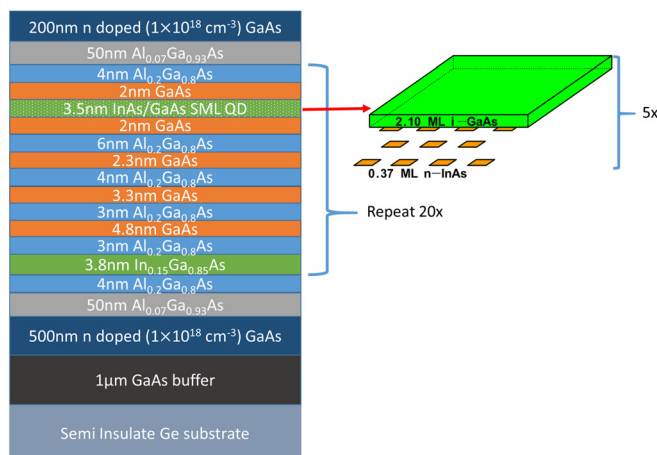 200nm n doped (1×10¹⁸ cm⁻³) GaAs
50nm Al₀.₀₇Ga₀.₉₃As
4nm Al₀.₂Ga₀.₈As
2nm GaAs
3.5nm InAs/GaAs SML QD
2nm GaAs
6nm Al₀.₂Ga₀.₈As
2.3nm GaAs
4nm Al₀.₂Ga₀.₈As
3.3nm GaAs
3nm Al₀.₂Ga₀.₈As
4.8nm GaAs
3nm Al₀.₂Ga₀.₈As
3.8nm In₀.₁₅Ga₀.₈₅As
4nm Al₀.₂Ga₀.₈As
50nm Al₀.₀₇Ga₀.₉₃As
500nm n doped (1×10¹⁸ cm⁻³) GaAs
1µm GaAs buffer
Semi Insulate Ge substrate
Repeat 20x
2.10 ML i-GaAs
0.37 ML n-InAs
5x